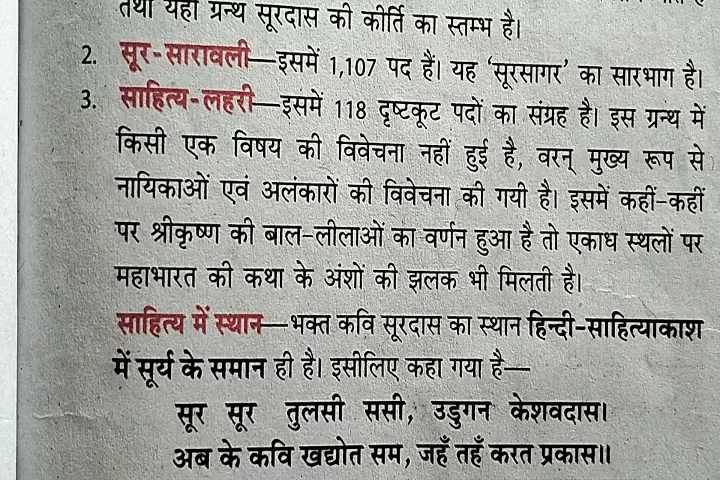 तथा यही ग्रन्थ सूरदास की कीर्ति का स्तम्भ है।
2. सूर-सारावली—इसमें 1,107 पद हैं। यह ‘सूरसागर’ का सारभाग है।
3. साहित्य-लहरी—इसमें 118 दृष्टकूट पदों का संग्रह है। इस ग्रन्थ में
किसी एक विषय की विवेचना नहीं हुई है, वरन् मुख्य रूप से
नायिकाओं एवं अलंकारों की विवेचना की गयी है। इसमें कहीं-कहीं
पर श्रीकृष्ण की बाल-लीलाओं का वर्णन हुआ है तो एकाध स्थलों पर
महाभारत की कथा के अंशों की झलक भी मिलती है।
साहित्य में स्थान—भक्त कवि सूरदास का स्थान हिन्दी-साहित्याकाश
में सूर्य के समान ही है। इसीलिए कहा गया है—
सूर सूर तुलसी ससी, उडुगन केशवदास।
अब के कवि खद्योत सम, जहँ तहँ करत प्रकास॥